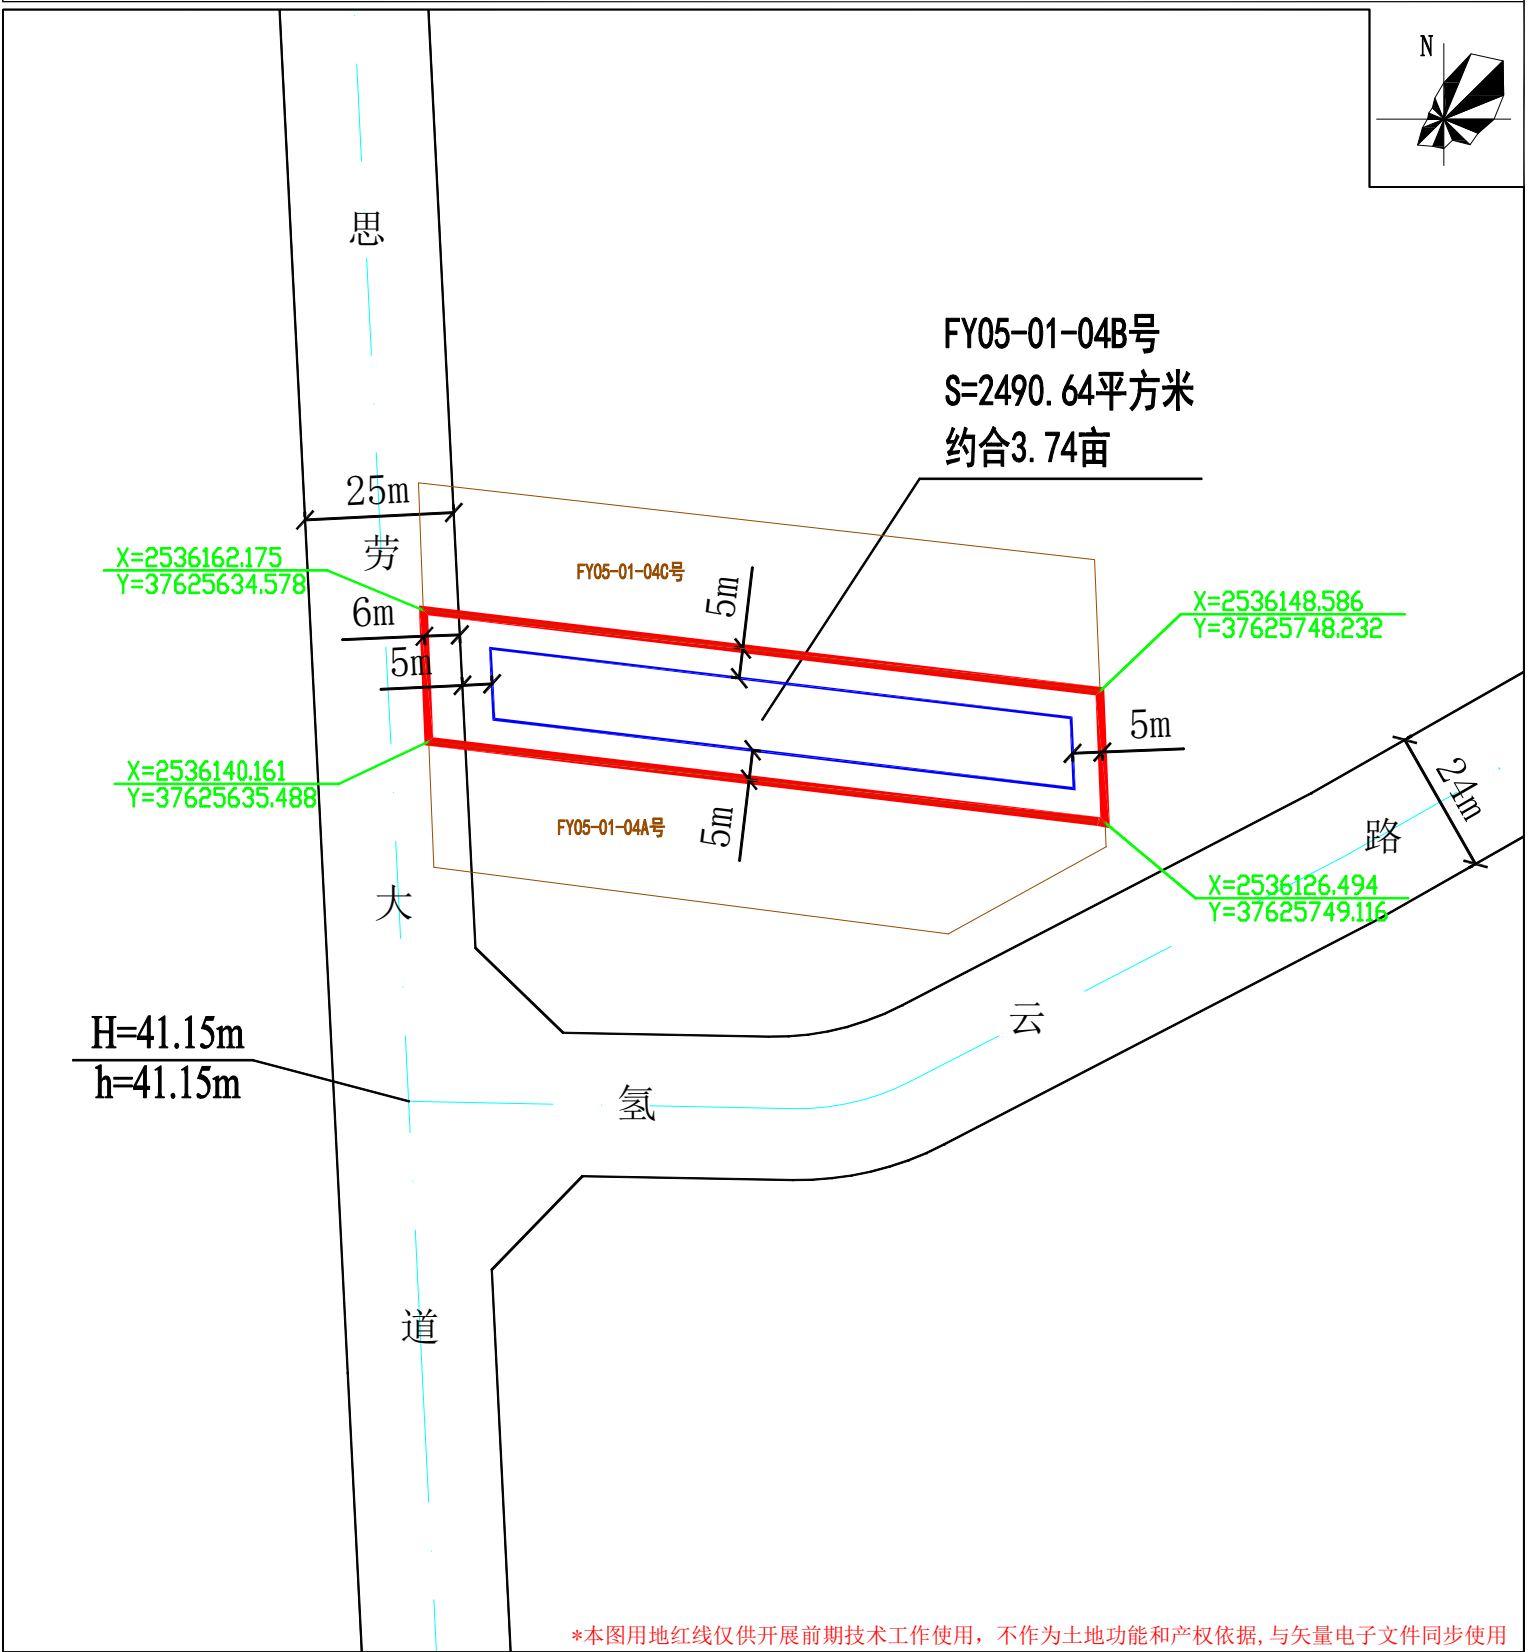 N
思
FY05-01-04B号
S=2490.64平方米
约合3.74亩
25m
劳
X=2536162.175
Y=37625634.578
FY05-01-04C号
5m
X=2536148.586
Y=37625748.232
6m
5m
5m
X=2536140.161
Y=37625635.488
FY05-01-04A号
5m
24m
路
X=2536126.494
Y=37625749.116
大
云
H=41.15m
h=41.15m
氢
道
*本图用地红线仅供开展前期技术工作使用，不作为土地功能和产权依据,与矢量电子文件同步使用